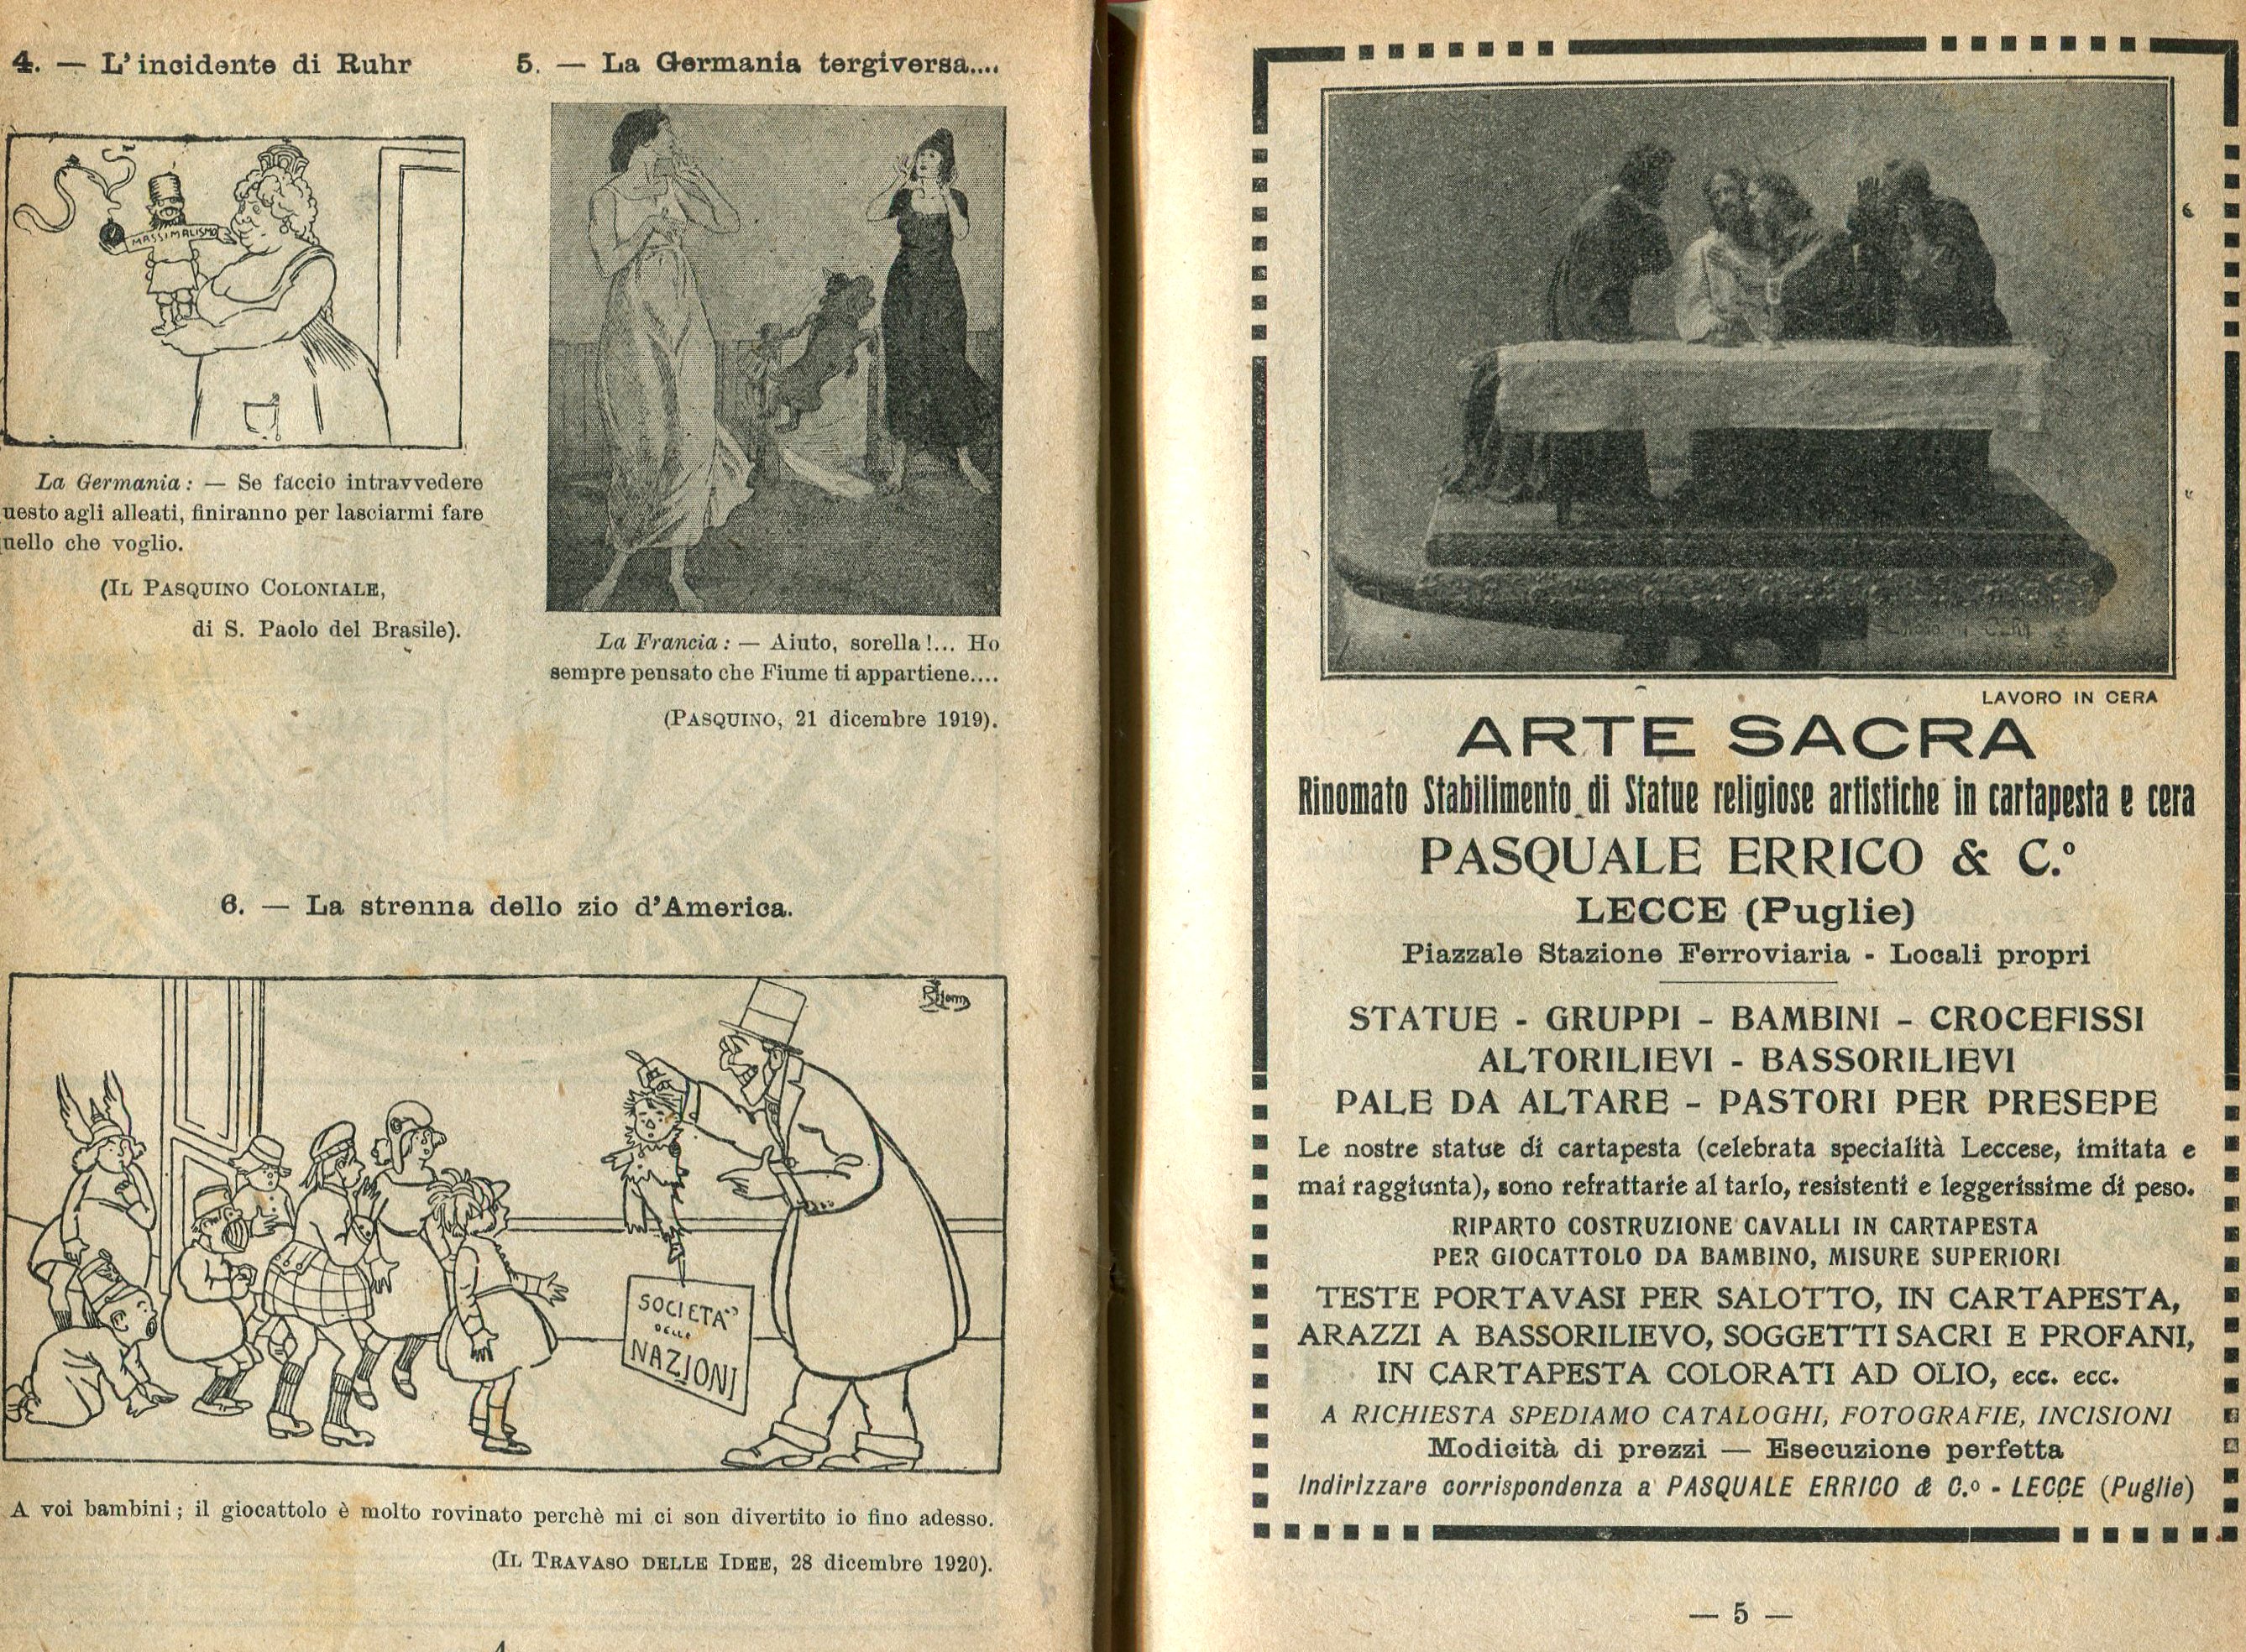 4. — L'incidente di Ruhr
MASSIMALISMO
La Germania: — Se faccio intravvedere
uesto agli alleati, finiranno per lasciarmi fare
uello che voglio.
(IL PASQUINO COLONIALE,
di S. Paolo del Brasile).
5. — La Germania tergiversa....
La Francia: — Aiuto, sorella!... Ho
sempre pensato che Fiume ti appartiene....
(PASQUINO, 21 dicembre 1919).
6. — La strenna dello zio d'America.
SOCIETÀ
DELLE
NAZIONI
A voi bambini; il giocattolo è molto rovinato perchè mi ci son divertito io fino adesso.
(IL TRAVASO DELLE IDEE, 28 dicembre 1920).
LAVORO IN CERA
ARTE SACRA
Rinomato Stabilimento di Statue religiose artistiche in cartapesta e cera
PASQUALE ERRICO & C.º
LECCE (Puglie)
Piazzale Stazione Ferroviaria - Locali propri
STATUE - GRUPPI - BAMBINI - CROCEFISSI
ALTORILIEVI - BASSORILIEVI
PALE DA ALTARE - PASTORI PER PRESEPE
Le nostre statue di cartapesta (celebrata specialità Leccese, imitata e
mai raggiunta), sono refrattarie al tarlo, resistenti e leggerissime di peso.
RIPARTO COSTRUZIONE CAVALLI IN CARTAPESTA
PER GIOCATTOLO DA BAMBINO, MISURE SUPERIORI
TESTE PORTAVASI PER SALOTTO, IN CARTAPESTA,
ARAZZI A BASSORILIEVO, SOGGETTI SACRI E PROFANI,
IN CARTAPESTA COLORATI AD OLIO, ecc. ecc.
A RICHIESTA SPEDIAMO CATALOGHI, FOTOGRAFIE, INCISIONI
Modicità di prezzi — Esecuzione perfetta
Indirizzare corrispondenza a PASQUALE ERRICO & C.º - LECCE (Puglie)
— 5 —